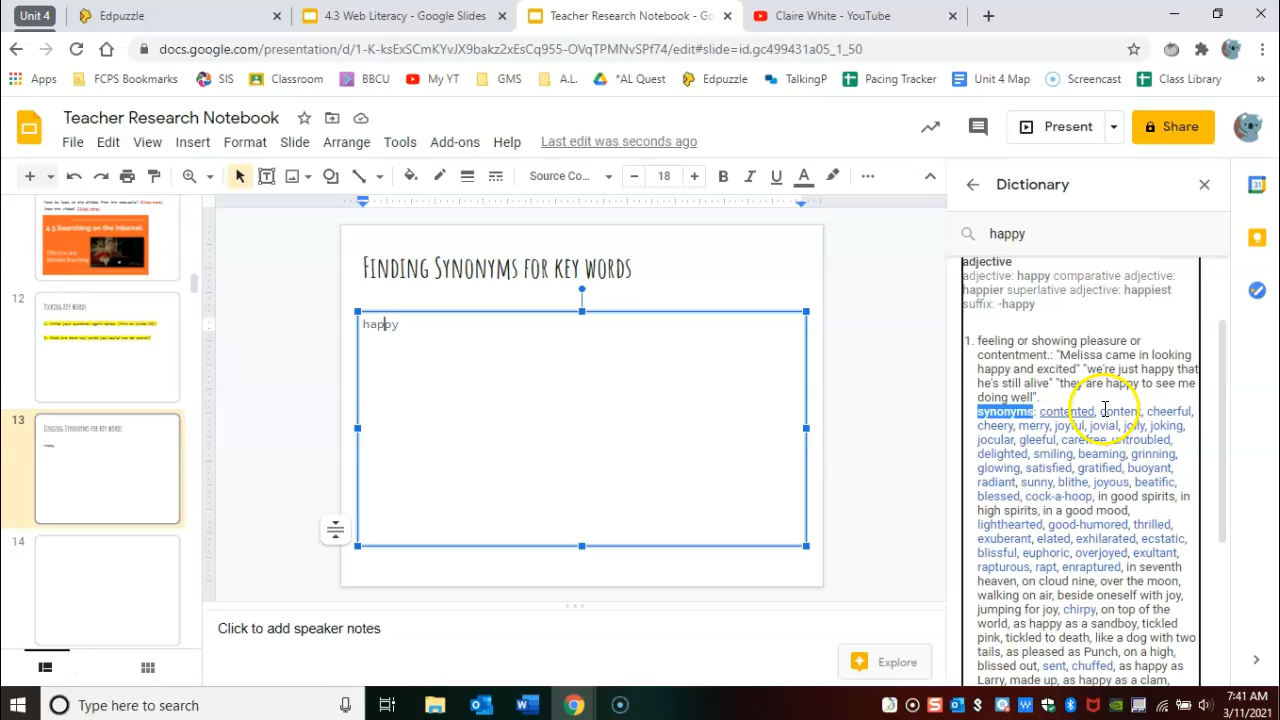 Unit 4
Edpuzzle
4.3 Web Literacy - Google Slides
Teacher Research Notebook - Go
Claire White - YouTube
docs.google.com/presentation/d/1-K-ksExSCmKYvJX9bakz2xEsCq955-OVqTPMNvSPf74/edit#slide=id.gc499431a05_1_50
Apps
FCPS Bookmarks
SIS
Classroom
BBCU
My YT
GMS
A.L.
*AL Quest
Edpuzzle
TalkingP
Pacing Tracker
Unit 4 Map
Screencast
Class Library
Teacher Research Notebook
File Edit View Insert Format Slide Arrange Tools Add-ons Help Last edit was seconds ago
Present
Share
Source Co...
18
Dictionary
happy
adjective
adjective: happy comparative adjective:
happier superlative adjective: happiest
suffix: -happy
1. feeling or showing pleasure or
contentment.: "Melissa came in looking
happy and excited" "we're just happy that
he's still alive" "they are happy to see me
doing well".
synonyms: contented, content, cheerful,
cheery, merry, joyful, jovial, jolly, joking,
jocular, gleeful, carefree, untroubled,
delighted, smiling, beaming, grinning,
glowing, satisfied, gratified, buoyant,
radiant, sunny, blithe, joyous, beatific,
blessed, cock-a-hoop, in good spirits, in
high spirits, in a good mood,
lighthearted, good-humored, thrilled,
exuberant, elated, exhilarated, ecstatic,
blissful, euphoric, overjoyed, exultant,
rapturous, rapt, enraptured, in seventh
heaven, on cloud nine, over the moon,
walking on air, beside oneself with joy,
jumping for joy, chirpy, on top of the
world, as happy as a sandbag, tickled
pink, tickled to death, like a dog with two
tails, as pleased as Punch, on a high,
blissed out, sent, chuffed, as happy as
Larry, made up, as happy as a clam,
4.3 Searching on the Internet.
12
Picking Key Words
13
Finding Synonyms for key words
happy
14
Finding Synonyms for key words
happy
Click to add speaker notes
Explore
Type here to search
7:41 AM
3/11/2021